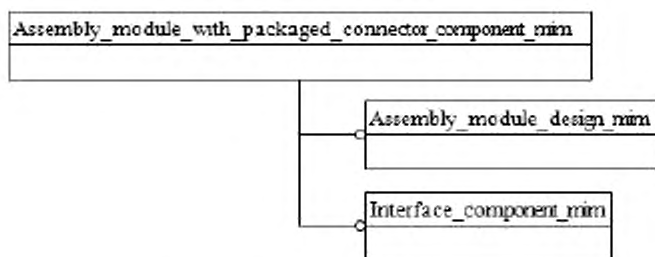 Assembly_module_with_packaged_connector_component_mim
Assembly_module_design_mim
Interface_component_mim